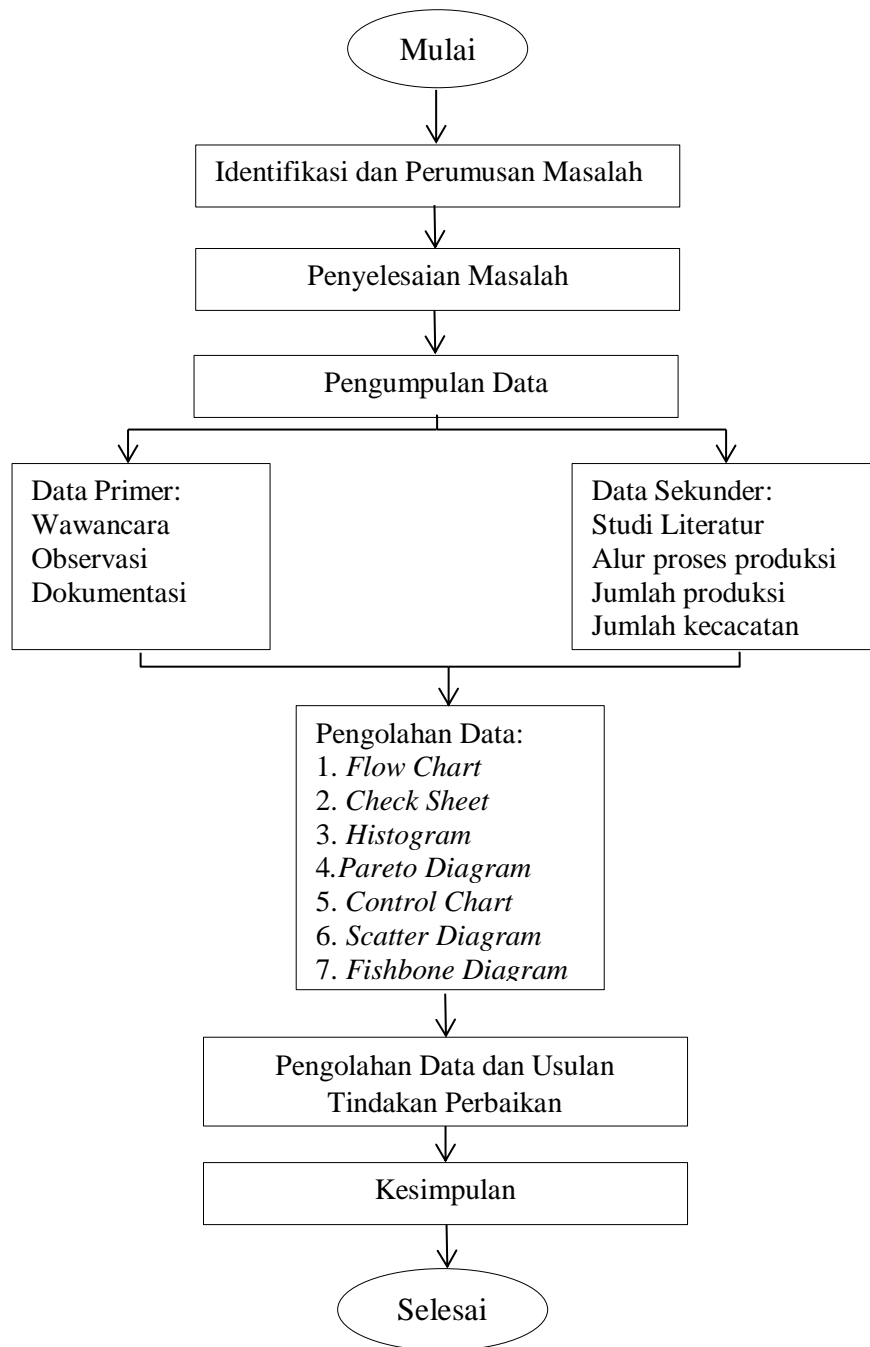 Mulai
Identifikasi dan Perumusan Masalah
Penyelesaian Masalah
Pengumpulan Data
Data Primer:
Wawancara
Observasi
Dokumentasi
Data Sekunder:
Studi Literatur
Alur proses produksi
Jumlah produksi
Jumlah kecacatan
Pengolahan Data:
1. Flow Chart
2. Check Sheet
3. Histogram
4.Pareto Diagram
5. Control Chart
6. Scatter Diagram
7. Fishbone Diagram
Pengolahan Data dan Usulan
Tindakan Perbaikan
Kesimpulan
Selesai